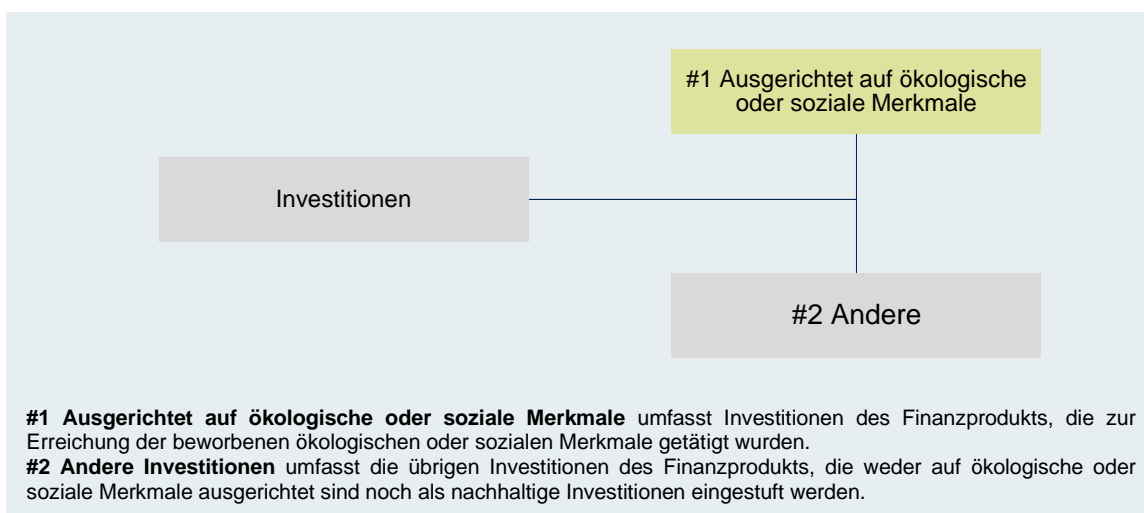 #1 Ausgerichtet auf ökologische
oder soziale Merkmale
Investitionen
#2 Andere
#1 Ausgerichtet auf ökologische oder soziale Merkmale umfasst Investitionen des Finanzprodukts, die zur
Erreichung der beworbenen ökologischen oder sozialen Merkmale getätigt wurden.
#2 Andere Investitionen umfasst die übrigen Investitionen des Finanzprodukts, die weder auf ökologische oder
soziale Merkmale ausgerichtet sind noch als nachhaltige Investitionen eingestuft werden.